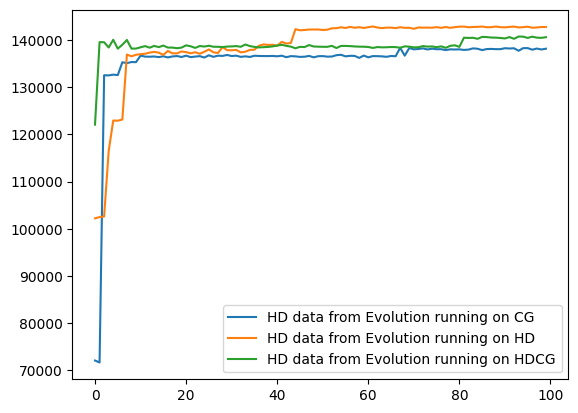 140000
130000
120000
110000
100000
90000
80000
70000
HD data from Evolution running on CG
HD data from Evolution running on HD
HD data from Evolution running on HDCG
0 20 40 60 80 100